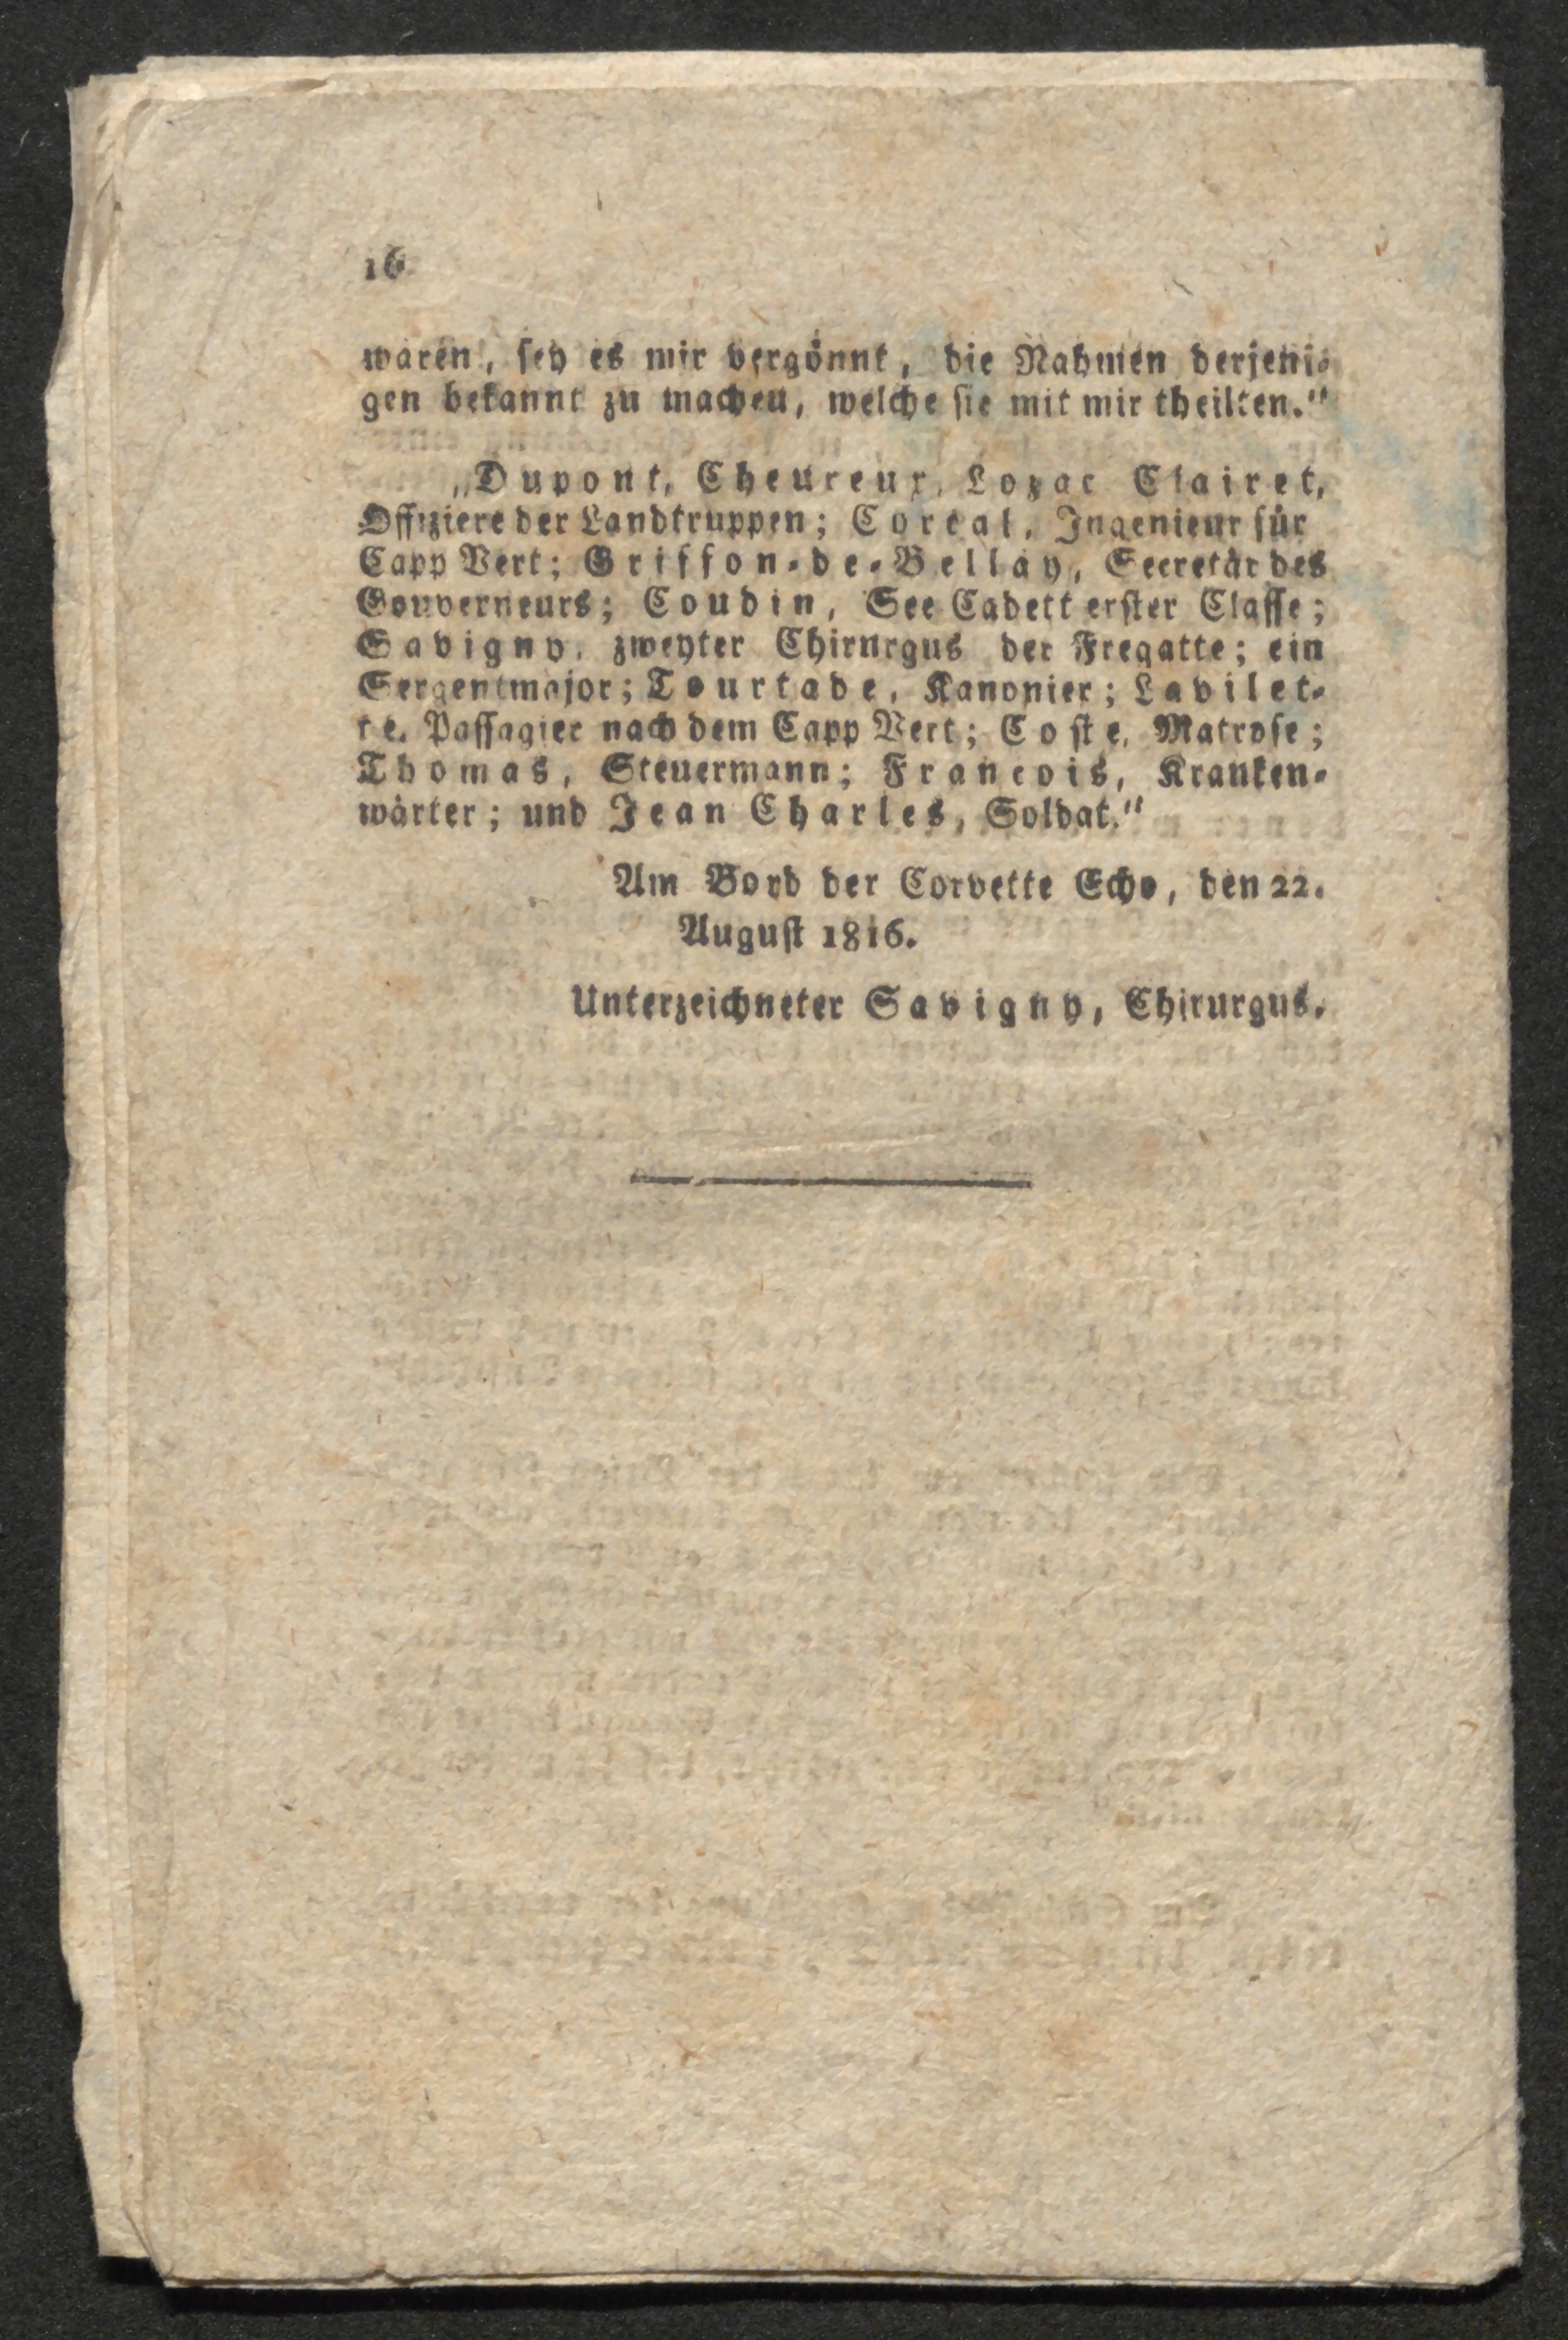 16
waren, sey es mir vergönnt, die Nahmen derjeni-
gen bekannt zu machen, welche sie mit mir theilten."
„Dupont, Cheureux, Lozac Clairet,
Offiziere der Landtruppen; Coreal, Ingenieur für
Capp Vert; Griffon-de-Bellay, Secretär des
Gouverneurs; Coudin, See Cadett erster Classe;
Savigny, zweyter Chirurgus der Fregatte; ein
Sergentmajor; Tourtade, Kanonier; Lavilet-
te, Passagier nach dem Capp Vert; Coste, Matrose;
Thomas, Steuermann; Francois, Kranken-
wärter; und Jean Charles, Soldat."
Am Bord der Corvette Echo, den 22.
August 1816.
Unterzeichneter Savigny, Chirurgus.